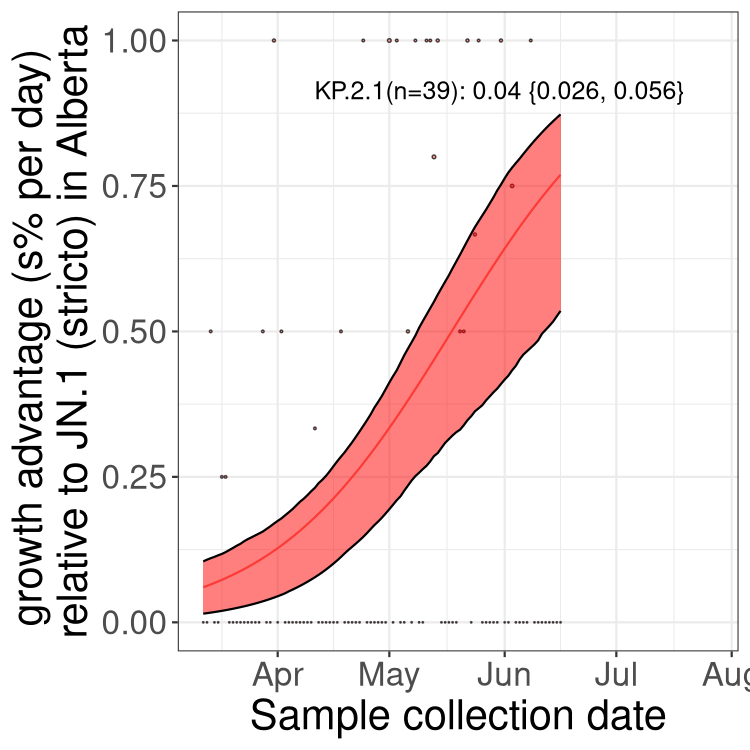 growth advantage (s% per day)
relative to JN.1 (stricto) in Alberta
1.00
0.75
0.50
0.25
0.00
KP.2.1(n=39): 0.04 {0.026, 0.056}
Apr May Jun Jul Aug
Sample collection date